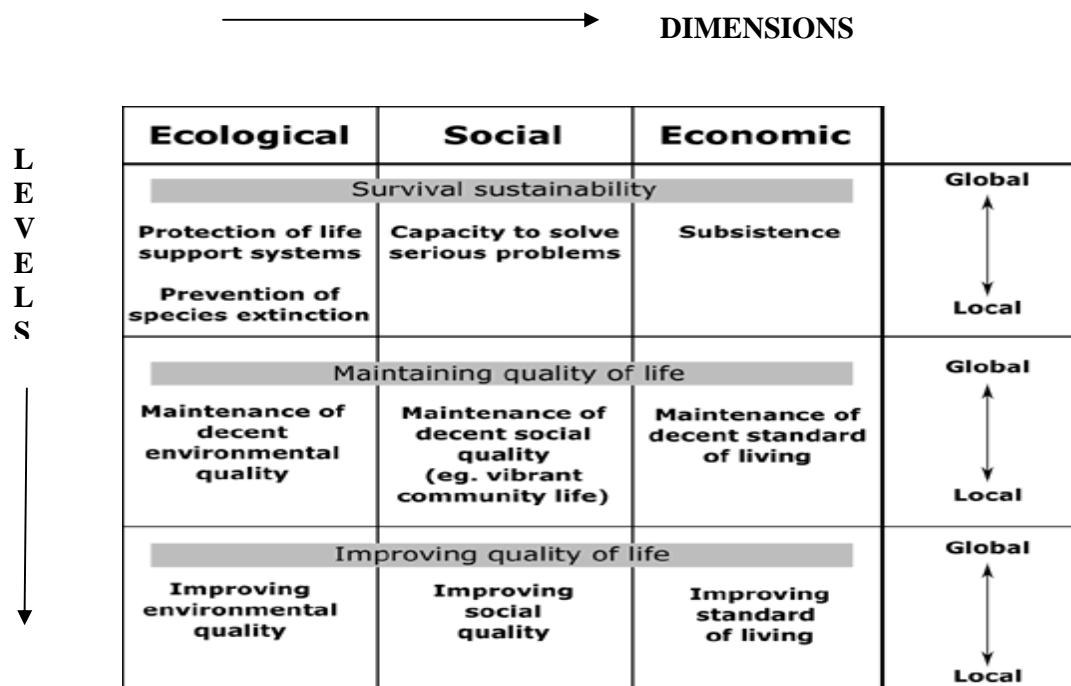 DIMENSIONS
L
E
V
E
L
S
Ecological Social Economic
Survival sustainability
Global
Protection of life
support systems
Prevention of
species extinction
Capacity to solve
serious problems
Subsistence
Local
Maintaining quality of life
Global
Maintenance of
decent
environmental
quality
Maintenance of
decent social
quality
(eg. vibrant
community life)
Maintenance of
decent standard
of living
Local
Improving quality of life
Global
Improving
environmental
quality
Improving
social
quality
Improving
standard
of living
Local